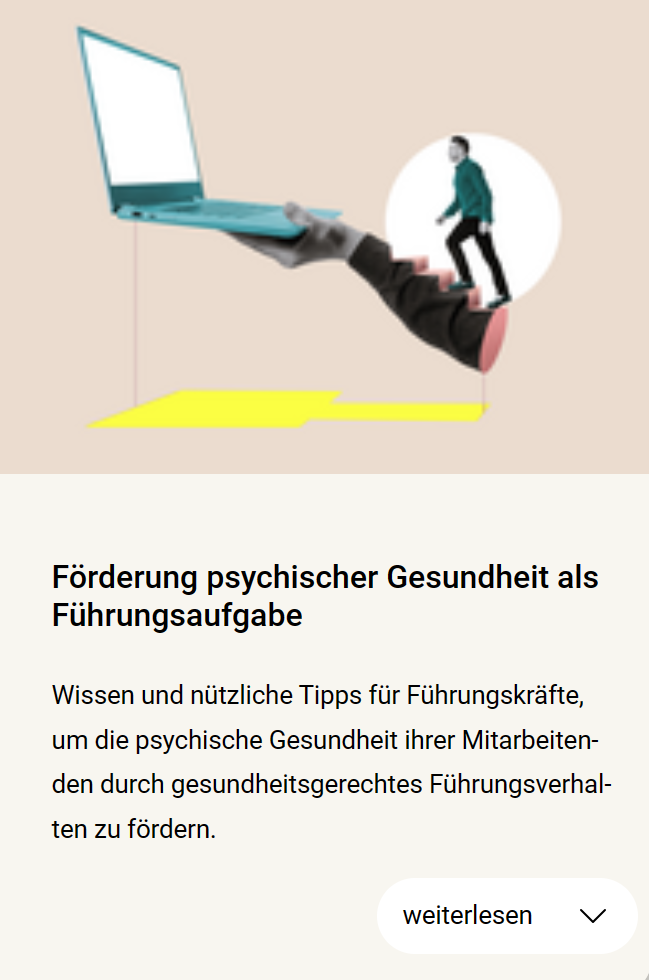 Förderung psychischer Gesundheit als
Führungsaufgabe
Wissen und nützliche Tipps für Führungskräfte,
um die psychische Gesundheit ihrer Mitarbeiten-
den durch gesundheitsgerechtes Führungsverhal-
ten zu fördern.
weiterlesen